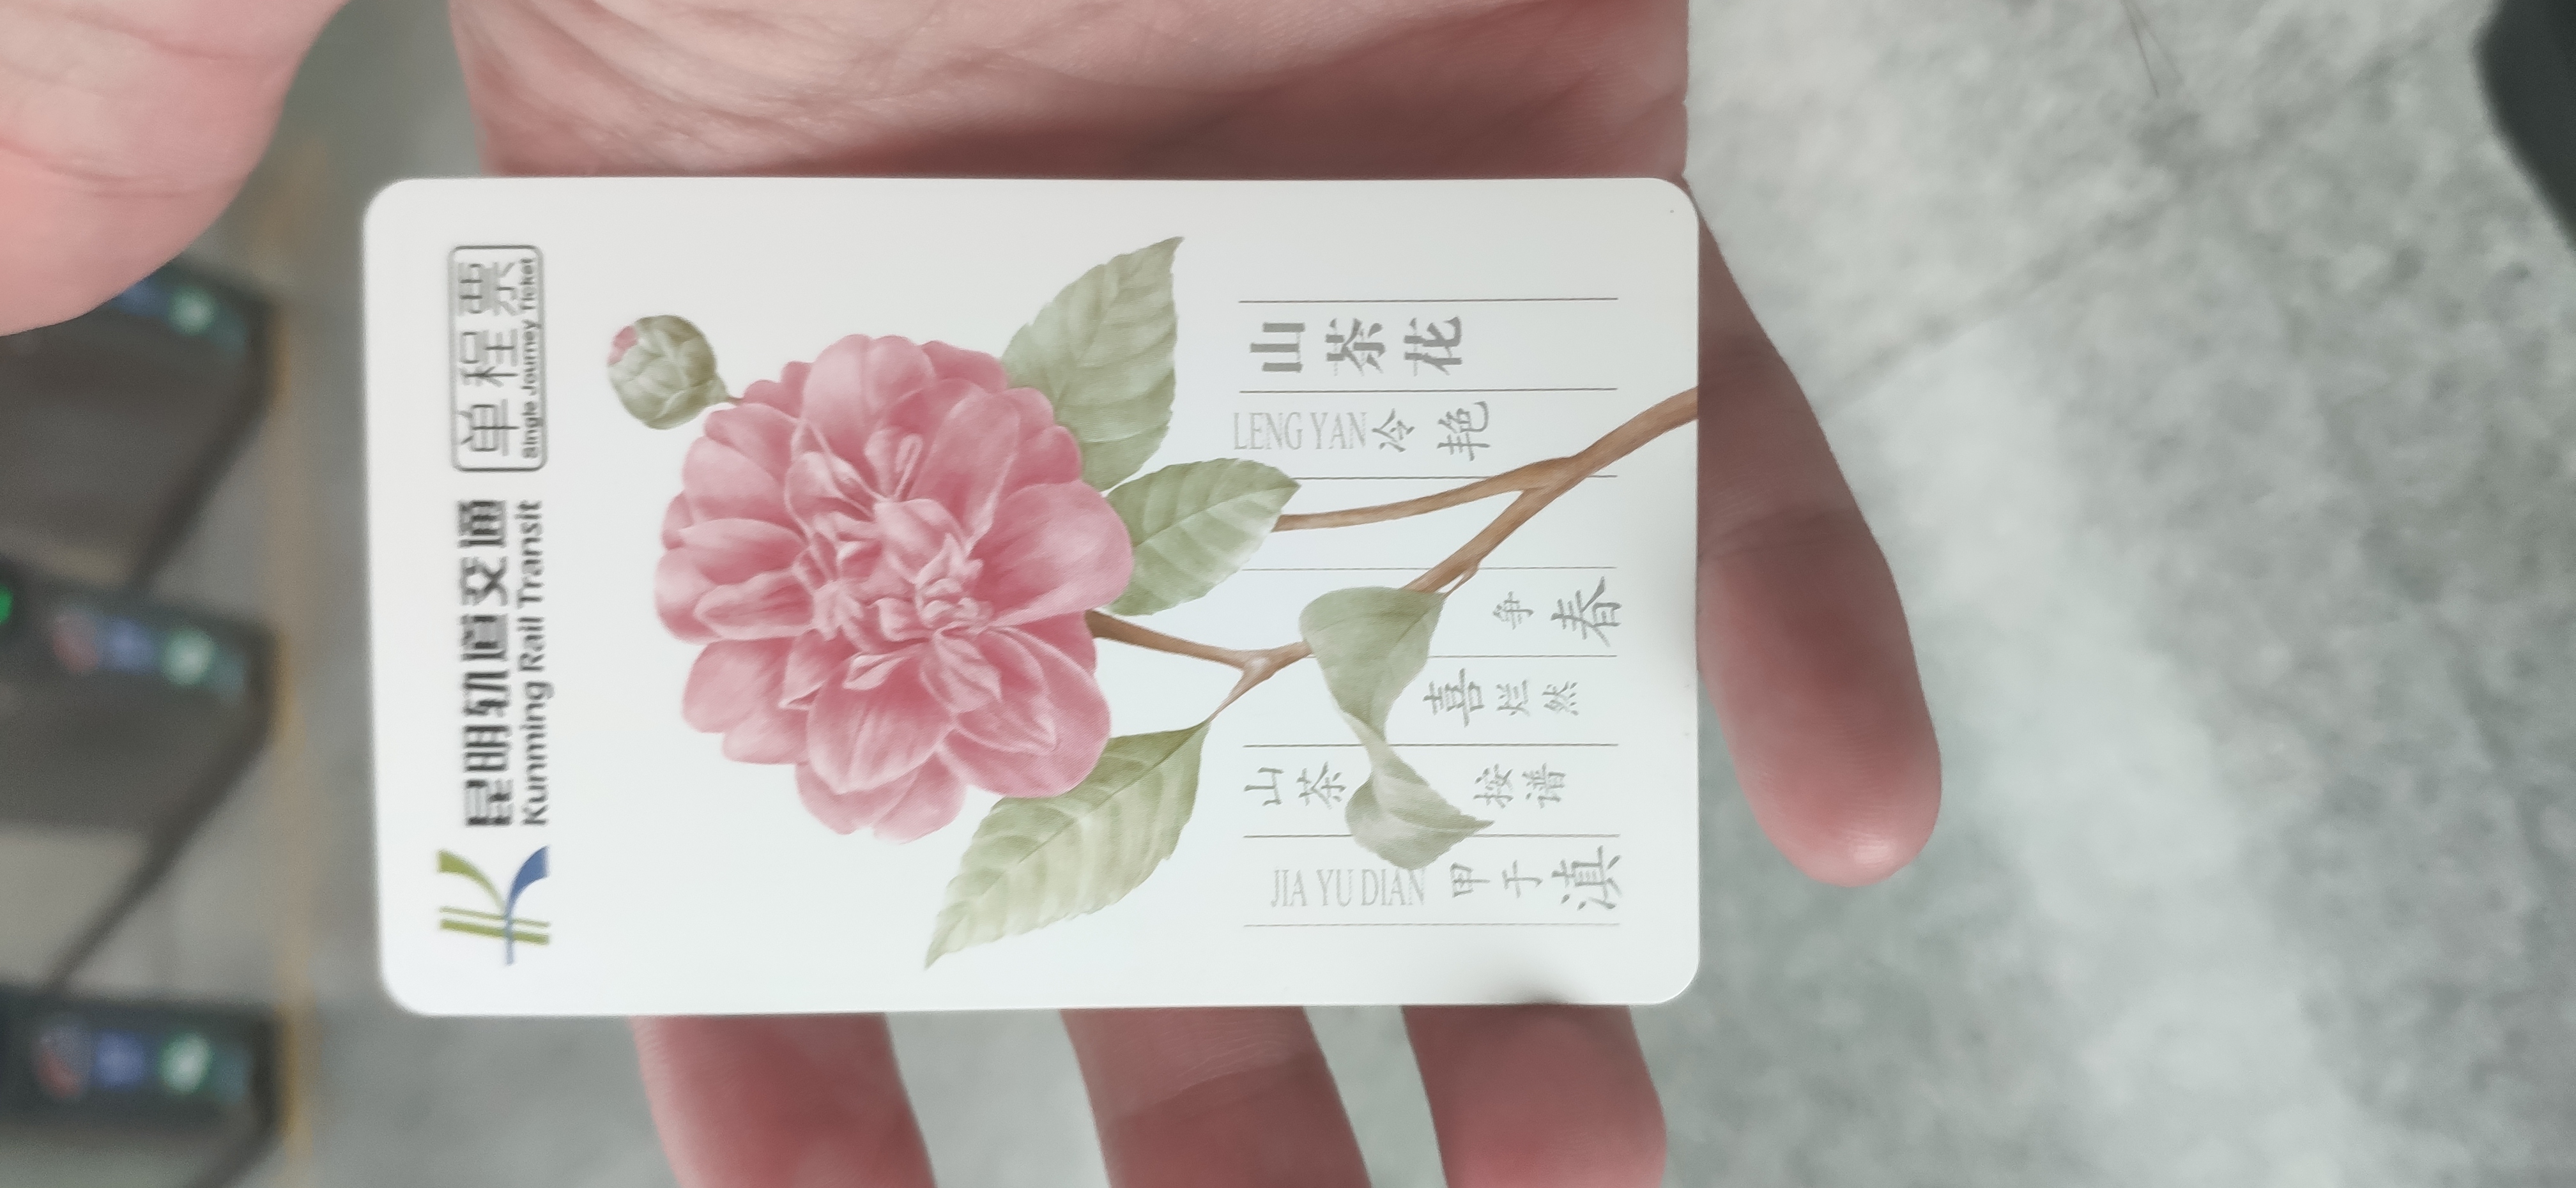 昆明轨道交通
Kunming Rail Transit
单程票
Single Journey Ticket
山茶花
LENG YAN 冷艳
争春
喜烂然
山茶按谱
JIA YU DIAN 甲于滇